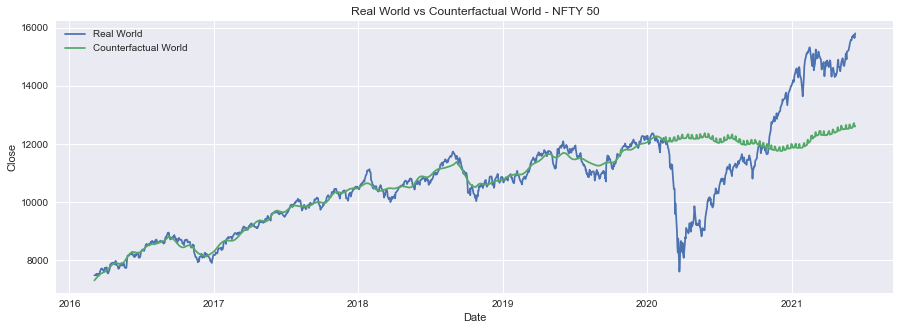 Real World vs Counterfactual World - NFTY 50
Real World
Counterfactual World
16000
14000
12000
10000
8000
Close
2016 2017 2018 2019 2020 2021
Date